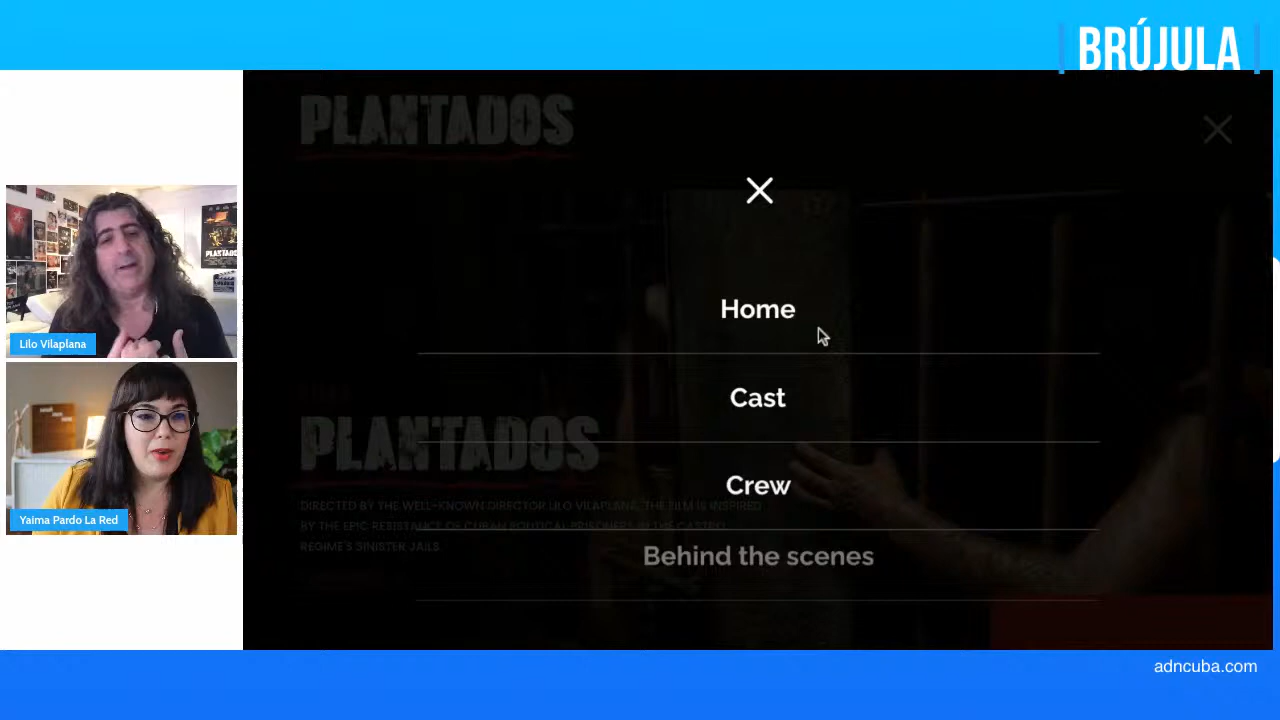 BRÚJULA
PLANTADOS
Home
Cast
PLANTADOS
Crew
DIRECTED BY THE WELL-KNOWN DIRECTOR LILO VILAPLANA, THE FILM IS INSPIRED
BY THE EPIC RESISTANCE OF CUBAN POLITICAL PRISONERS IN THE CASTRO
REGIME'S SINISTER JAILS.
Behind the scenes
PLANTADOS
Lilo Vilaplana
Yaima Pardo La Red
adncuba.com